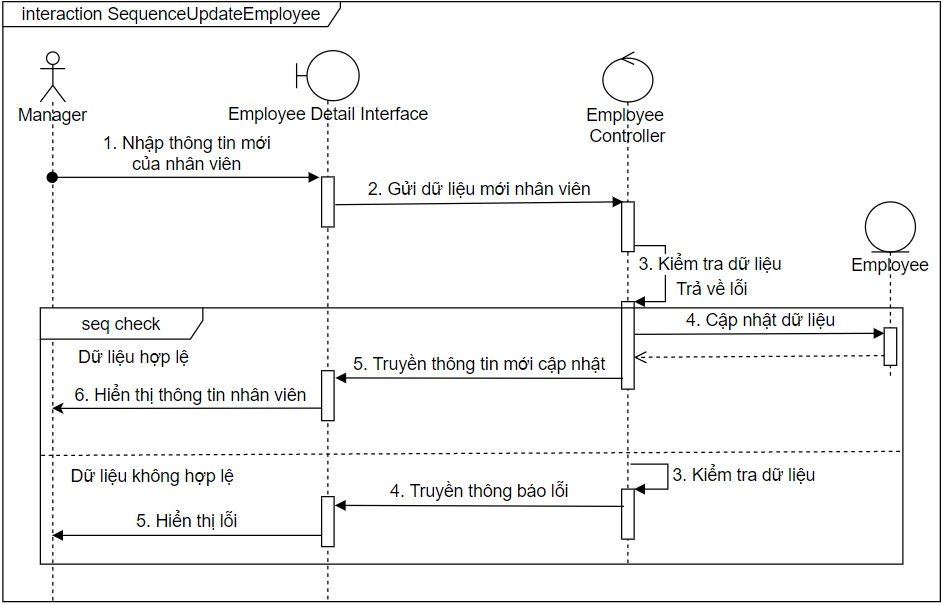 interaction SequenceUpdateEmployee
Manager
Employee Detail Interface
Employee
Controller
1. Nhập thông tin mới
của nhân viên
2. Gửi dữ liệu mới nhân viên
Employee
3. Kiểm tra dữ liệu
Trả về lỗi
seq check
4. Cập nhật dữ liệu
Dữ liệu hợp lệ
5. Truyền thông tin mới cập nhật
6. Hiển thị thông tin nhân viên
Dữ liệu không hợp lệ
3. Kiểm tra dữ liệu
4. Truyền thông báo lỗi
5. Hiển thị lỗi